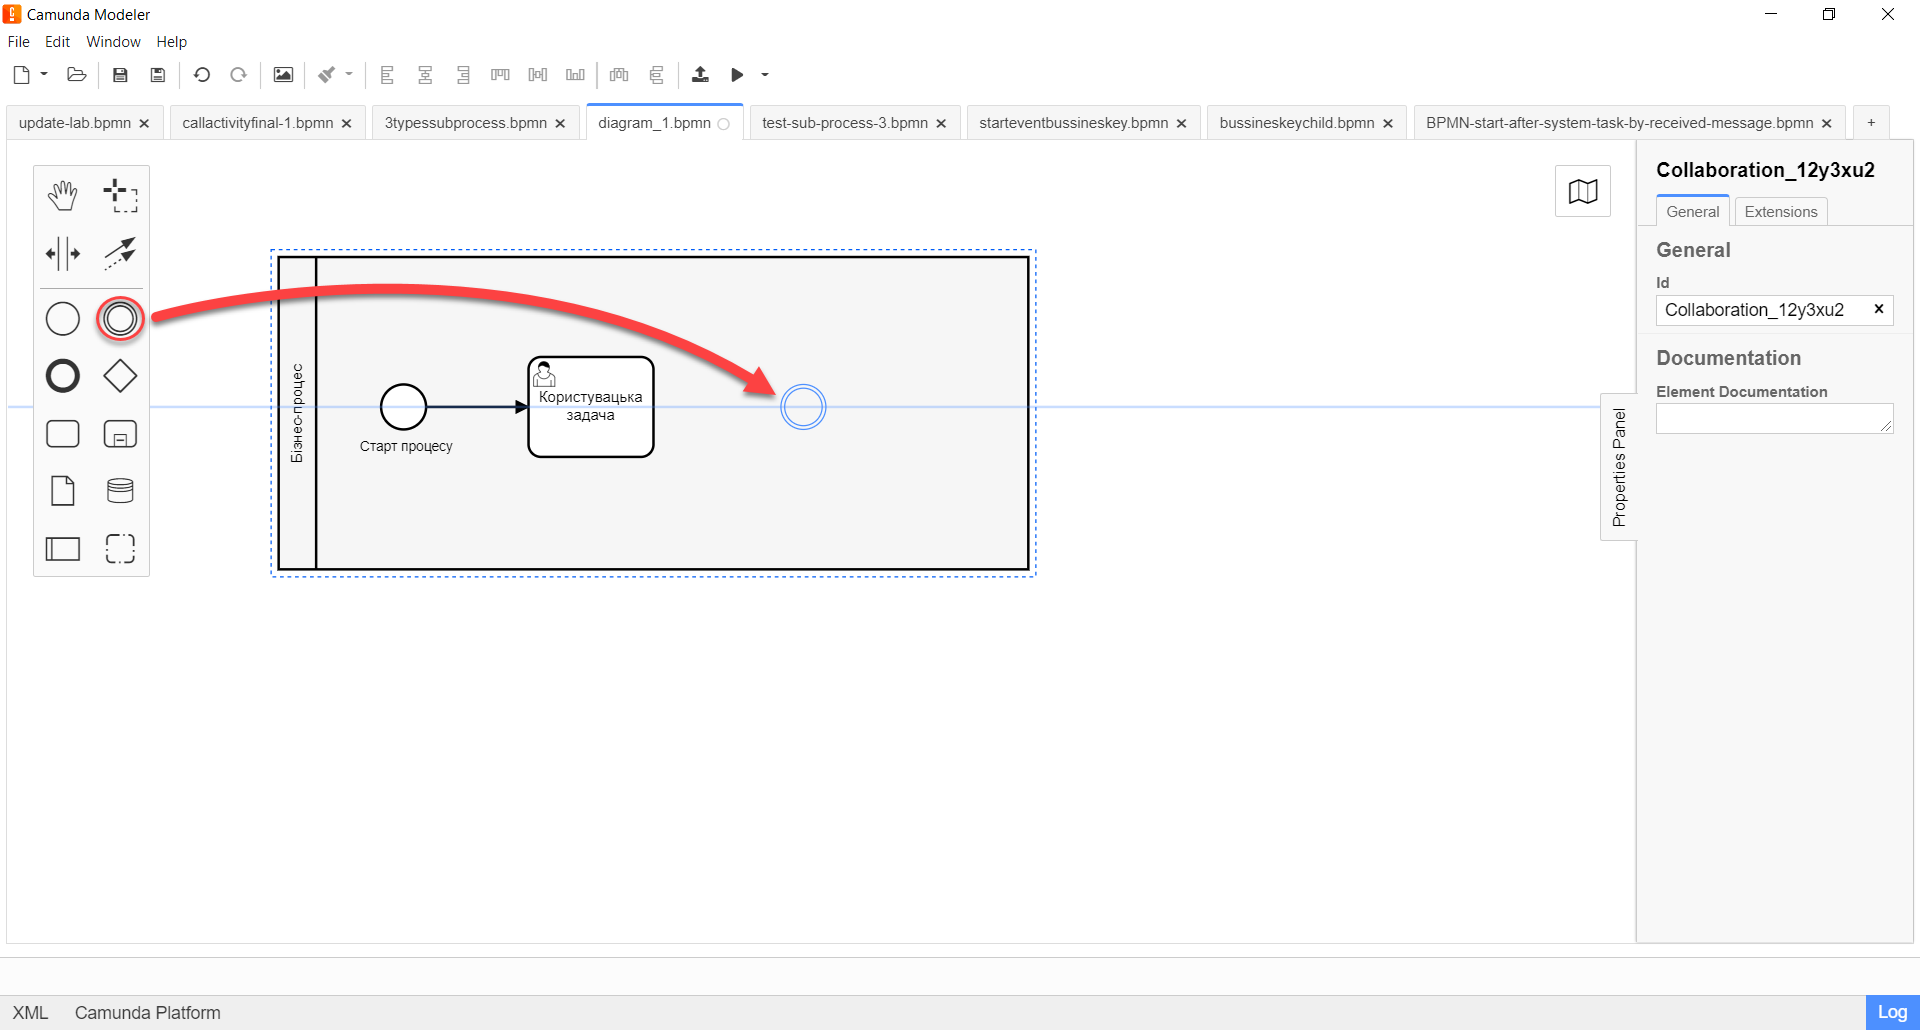 Camunda Modeler
File Edit Window Help
update-lab.bpmn callactivityfinal-1.bpmn 3typessubprocess.bpmn diagram_1.bpmn test-sub-process-3.bpmn starteventbussineskey.bpmn bussineskeychild.bpmn BPMN-start-after-system-task-by-received-message.bpmn +
Collaboration_12y3xu2
General Extensions
General
Id
Collaboration_12y3xu2
Documentation
Element Documentation
Properties Panel
Бізнес-процес
Старт процесу
Користувацька
задача
XML Camunda Platform
Log